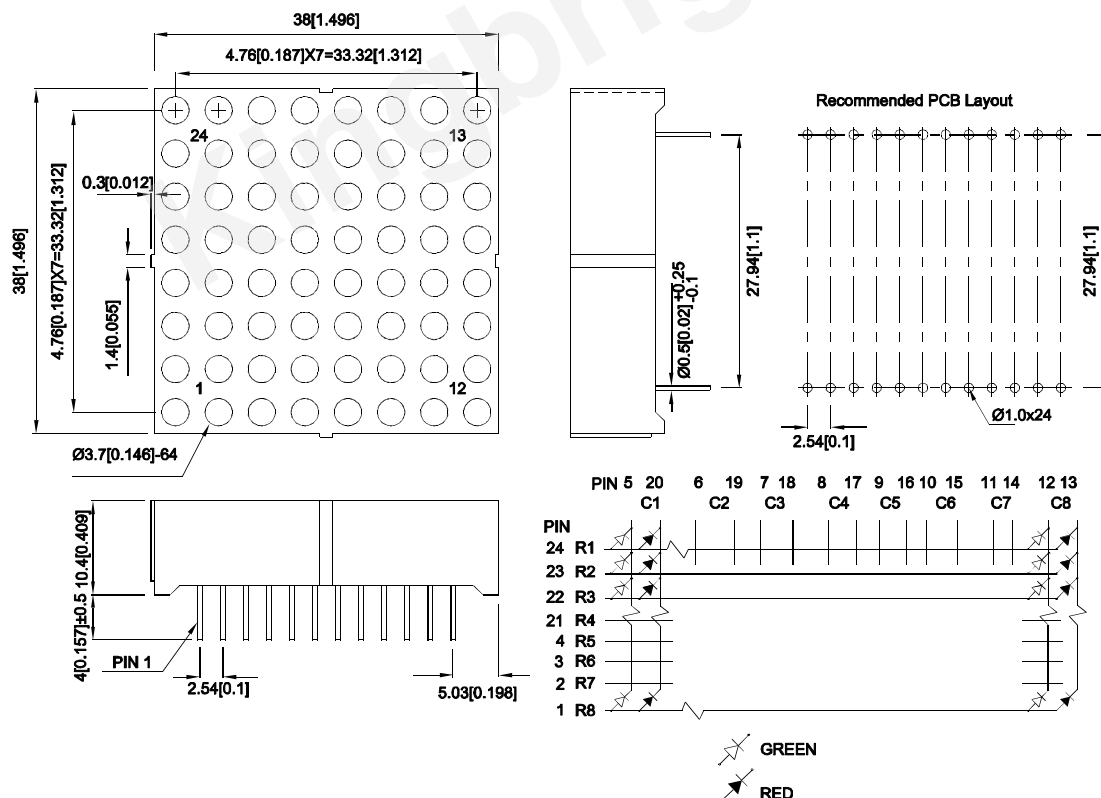 38[1.496]
4.76[0.187]X7=33.32[1.312]
24
13
0.3[0.012]
38[1.496]
4.76[0.187]X7=33.32[1.312]
1.4[0.055]
1
12
Ø3.7[0.146]-64
Ø0.5[0.02] +0.25 -0.1
27.94[1.1]
Recommended PCB Layout
27.94[1.1]
Ø1.0x24
2.54[0.1]
10.4[0.409]
4[0.157]±0.5
PIN 1
2.54[0.1]
5.03[0.198]
PIN 5 20 6 19 7 18 8 17 9 16 10 15 11 14 12 13
C1 C2 C3 C4 C5 C6 C7 C8
PIN
24 R1
23 R2
22 R3
21 R4
4 R5
3 R6
2 R7
1 R8
GREEN
RED
Kingbrig